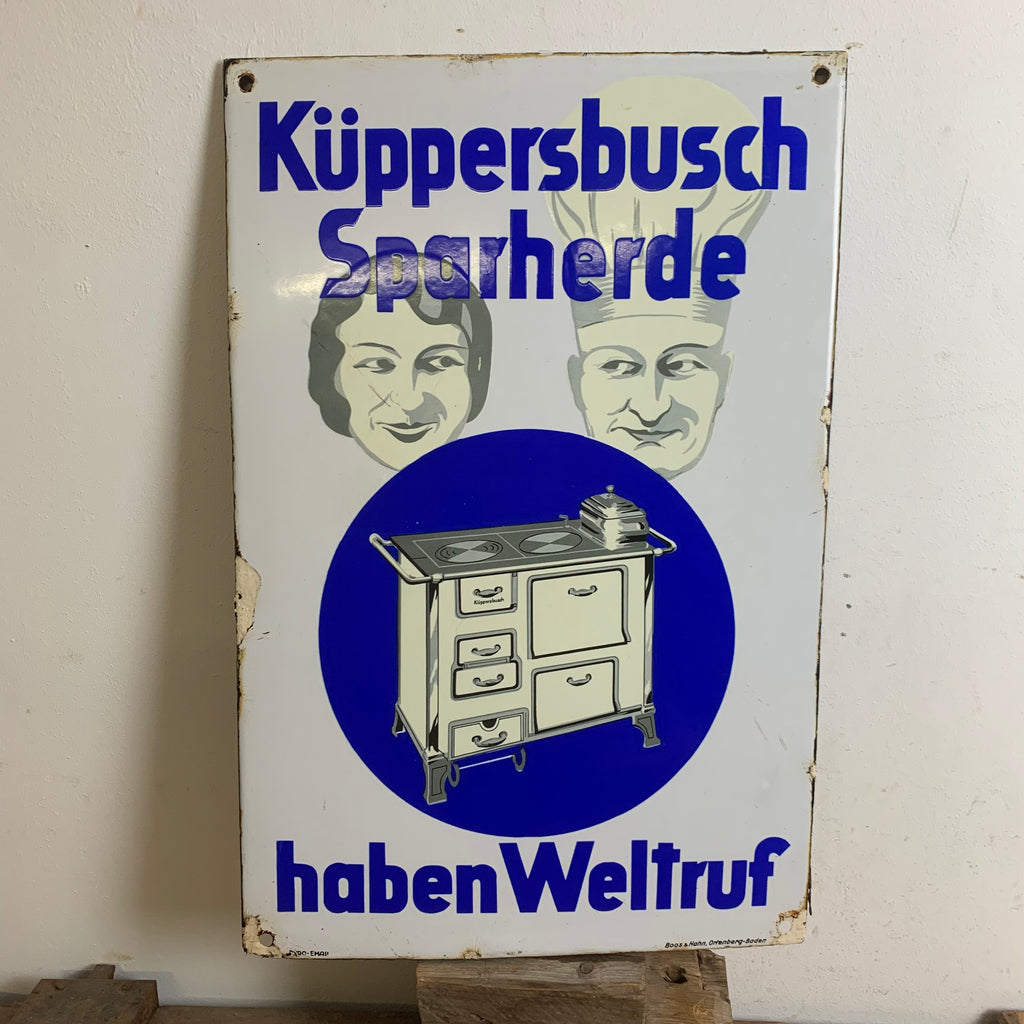 Küppersbusch
Sparherde
Küppersbusch
haben Weltruf
Boos & Hahn, Ortenberg-Baden